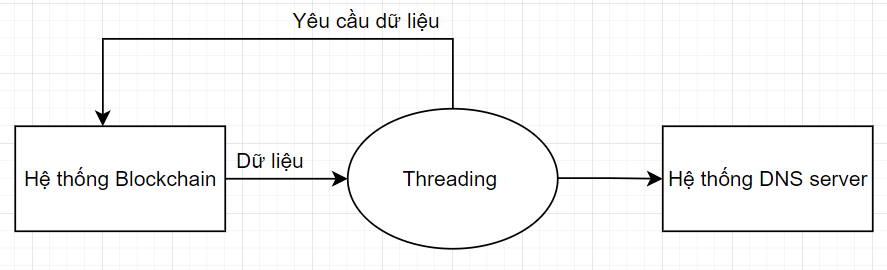 Yêu cầu dữ liệu
Dữ liệu
Hệ thống Blockchain
Threading
Hệ thống DNS server